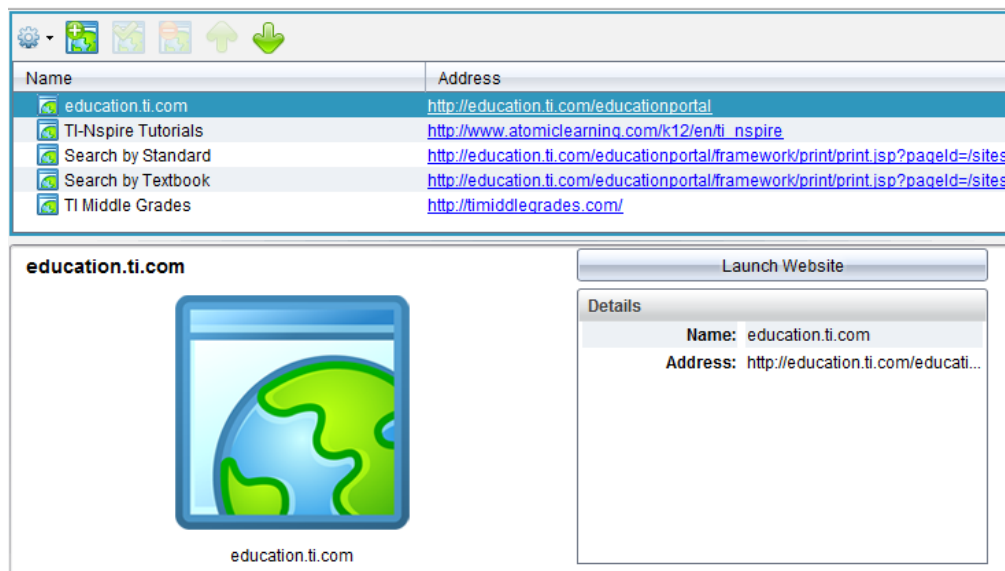 Name Address
education.ti.com http://education.ti.com/educationportal
TI-Nspire Tutorials http://www.atomiclearning.com/k12/en/ti_nspire
Search by Standard http://education.ti.com/educationportal/framework/print/print.jsp?pageId=/sites
Search by Textbook http://education.ti.com/educationportal/framework/print/print.jsp?pageId=/sites
TI Middle Grades http://timiddlegrades.com/
education.ti.com
Launch Website
Details
Name: education.ti.com
Address: http://education.ti.com/educati...
education.ti.com